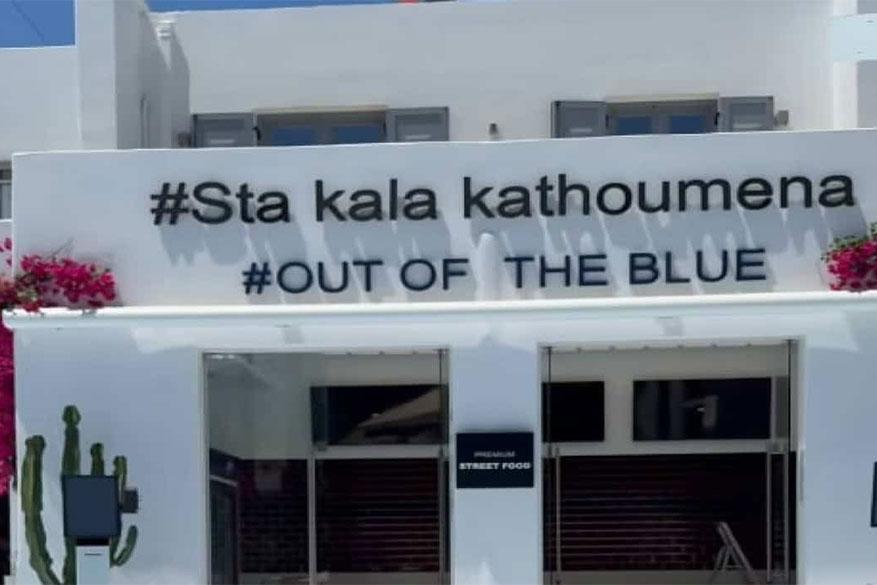 #Sta kala kathoumena
#OUT OF THE BLUE
PREMIUM
STREET FOOD